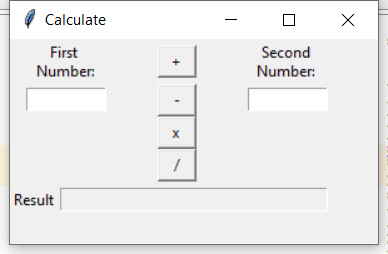 Calculate
First
Number:
+
Second
Number:
-
x
/
Result